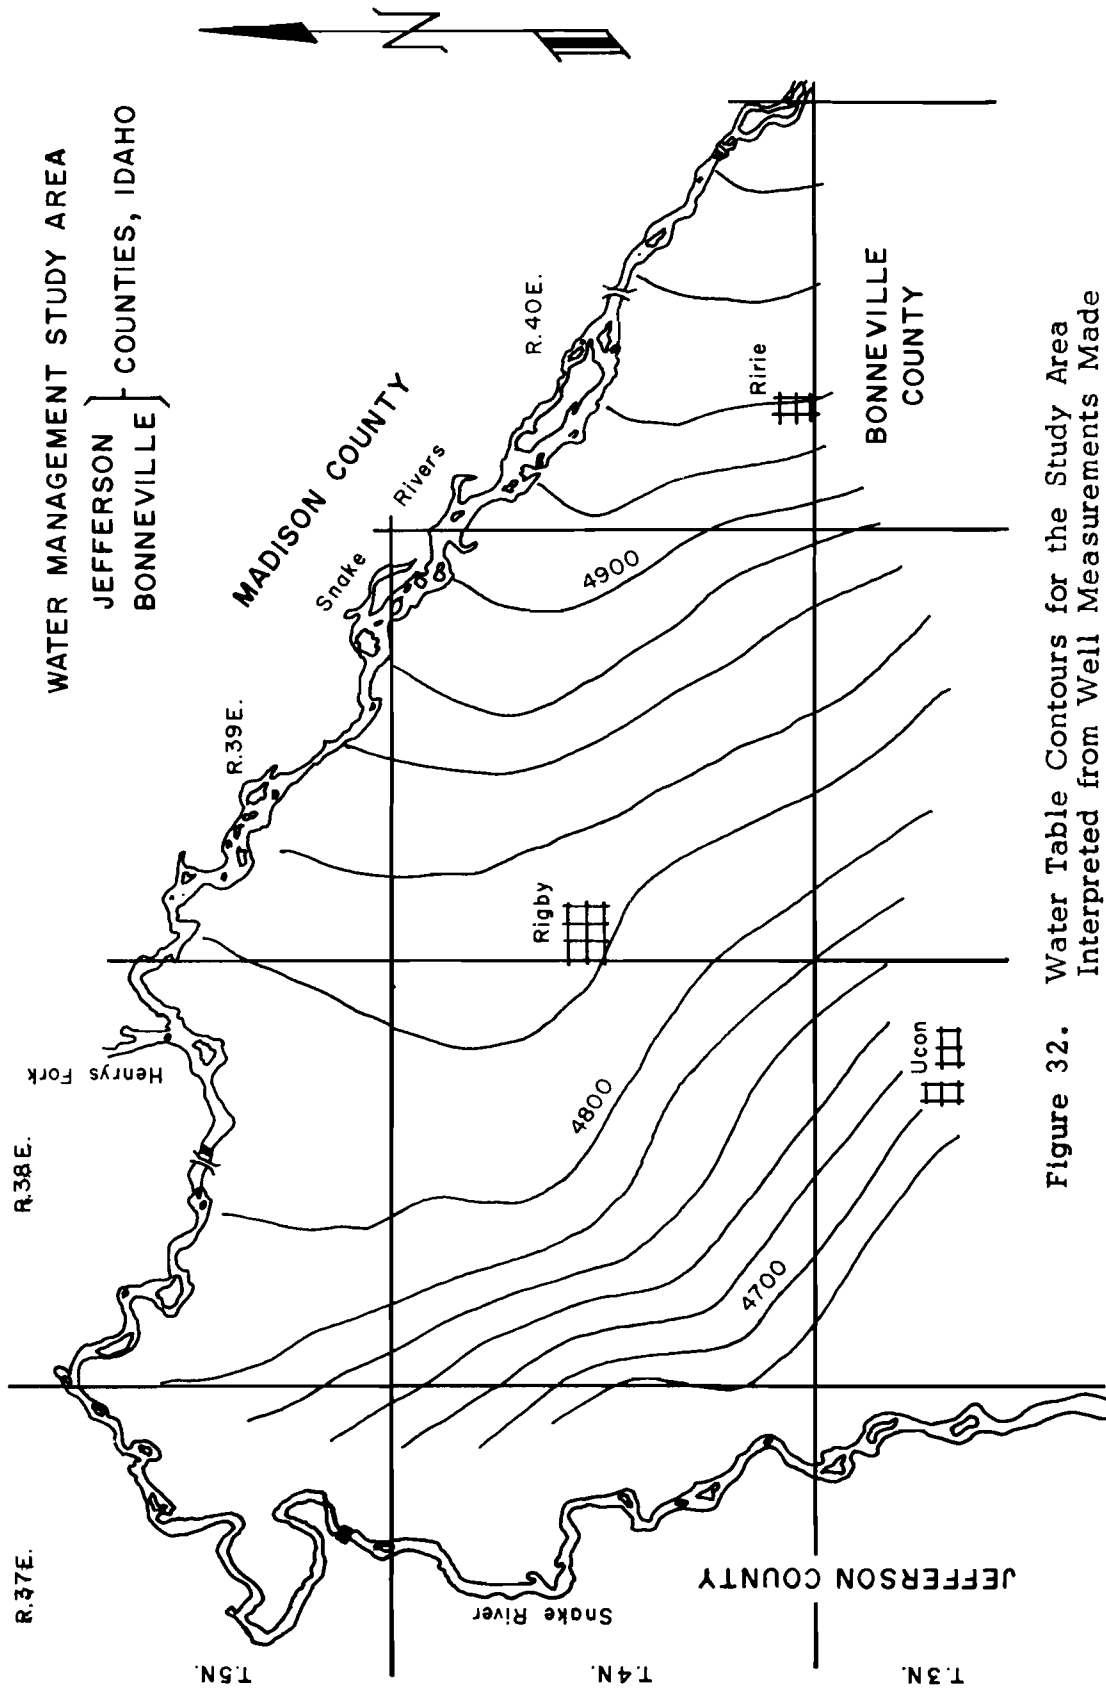 WATER MANAGEMENT STUDY AREA
JEFFERSON
BONNEVILLE
COUNTIES, IDAHO
N
MADISON COUNTY
Snake
Rivers
R.37E.
R.38E.
R.39E.
R.40E.
Henrys Fork
4900
4800
4700
Rigby
Ririe
Ucon
BONNEVILLE
COUNTY
Snake River
JEFFERSON COUNTY
T.5N.
T.4N.
T.3N.
Figure 32. Water Table Contours for the Study Area
Interpreted from Well Measurements Made